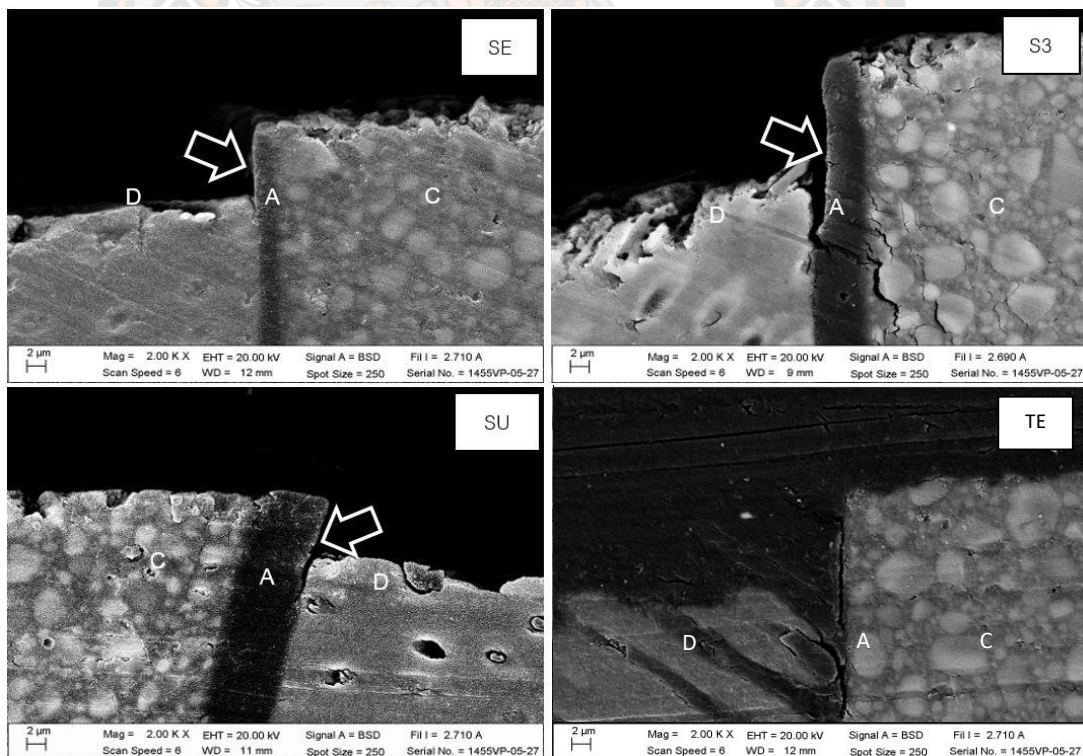 SE
D
A
C
2 µm
Mag = 2.00 K X EHT = 20.00 kV Signal A = BSD Fil I = 2.710 A
Scan Speed = 6 WD = 12 mm Spot Size = 250 Serial No. = 1455VP-05-27
S3
D
A
C
2 µm
Mag = 2.00 K X EHT = 20.00 kV Signal A = BSD Fil I = 2.690 A
Scan Speed = 6 WD = 9 mm Spot Size = 250 Serial No. = 1455VP-05-27
SU
C
A
D
2 µm
Mag = 2.00 K X EHT = 20.00 kV Signal A = BSD Fil I = 2.710 A
Scan Speed = 6 WD = 11 mm Spot Size = 250 Serial No. = 1455VP-05-27
TE
D
A
C
2 µm
Mag = 2.00 K X EHT = 20.00 kV Signal A = BSD Fil I = 2.710 A
Scan Speed = 6 WD = 12 mm Spot Size = 250 Serial No. = 1455VP-05-27